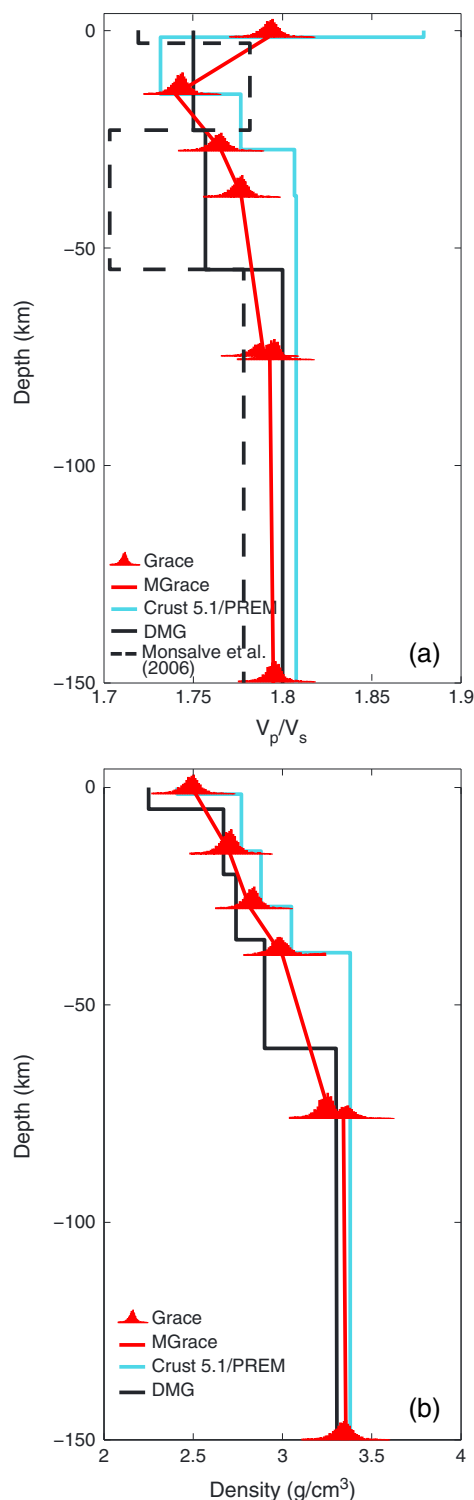 0
−50
−100
−150
Depth (km)
Grace
MGrace
Crust 5.1/PREM
DMG
Monsalve et al.
(2006)
(a)
1.7
1.75
1.8
1.85
1.9
Vp/Vs
0
−50
−100
−150
Depth (km)
Grace
MGrace
Crust 5.1/PREM
DMG
(b)
2
2.5
3
3.5
4
Density (g/cm³)